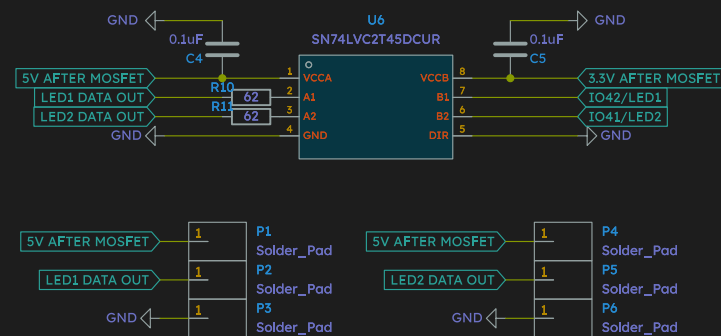 GND
U6
GND
0.1uF
C4
SN74LVC2T45DCUR
0.1uF
C5
5V AFTER MOSFET
1
VCCA
VCCB
8
3.3V AFTER MOSFET
LED1 DATA OUT
R10
62
2
A1
B1
7
IO42/LED1
LED2 DATA OUT
R11
62
3
A2
B2
6
IO41/LED2
GND
4
GND
DIR
5
GND
5V AFTER MOSFET
1
P1
Solder_Pad
LED1 DATA OUT
1
P2
Solder_Pad
GND
1
P3
Solder_Pad
5V AFTER MOSFET
1
P4
Solder_Pad
LED2 DATA OUT
1
P5
Solder_Pad
GND
1
P6
Solder_Pad